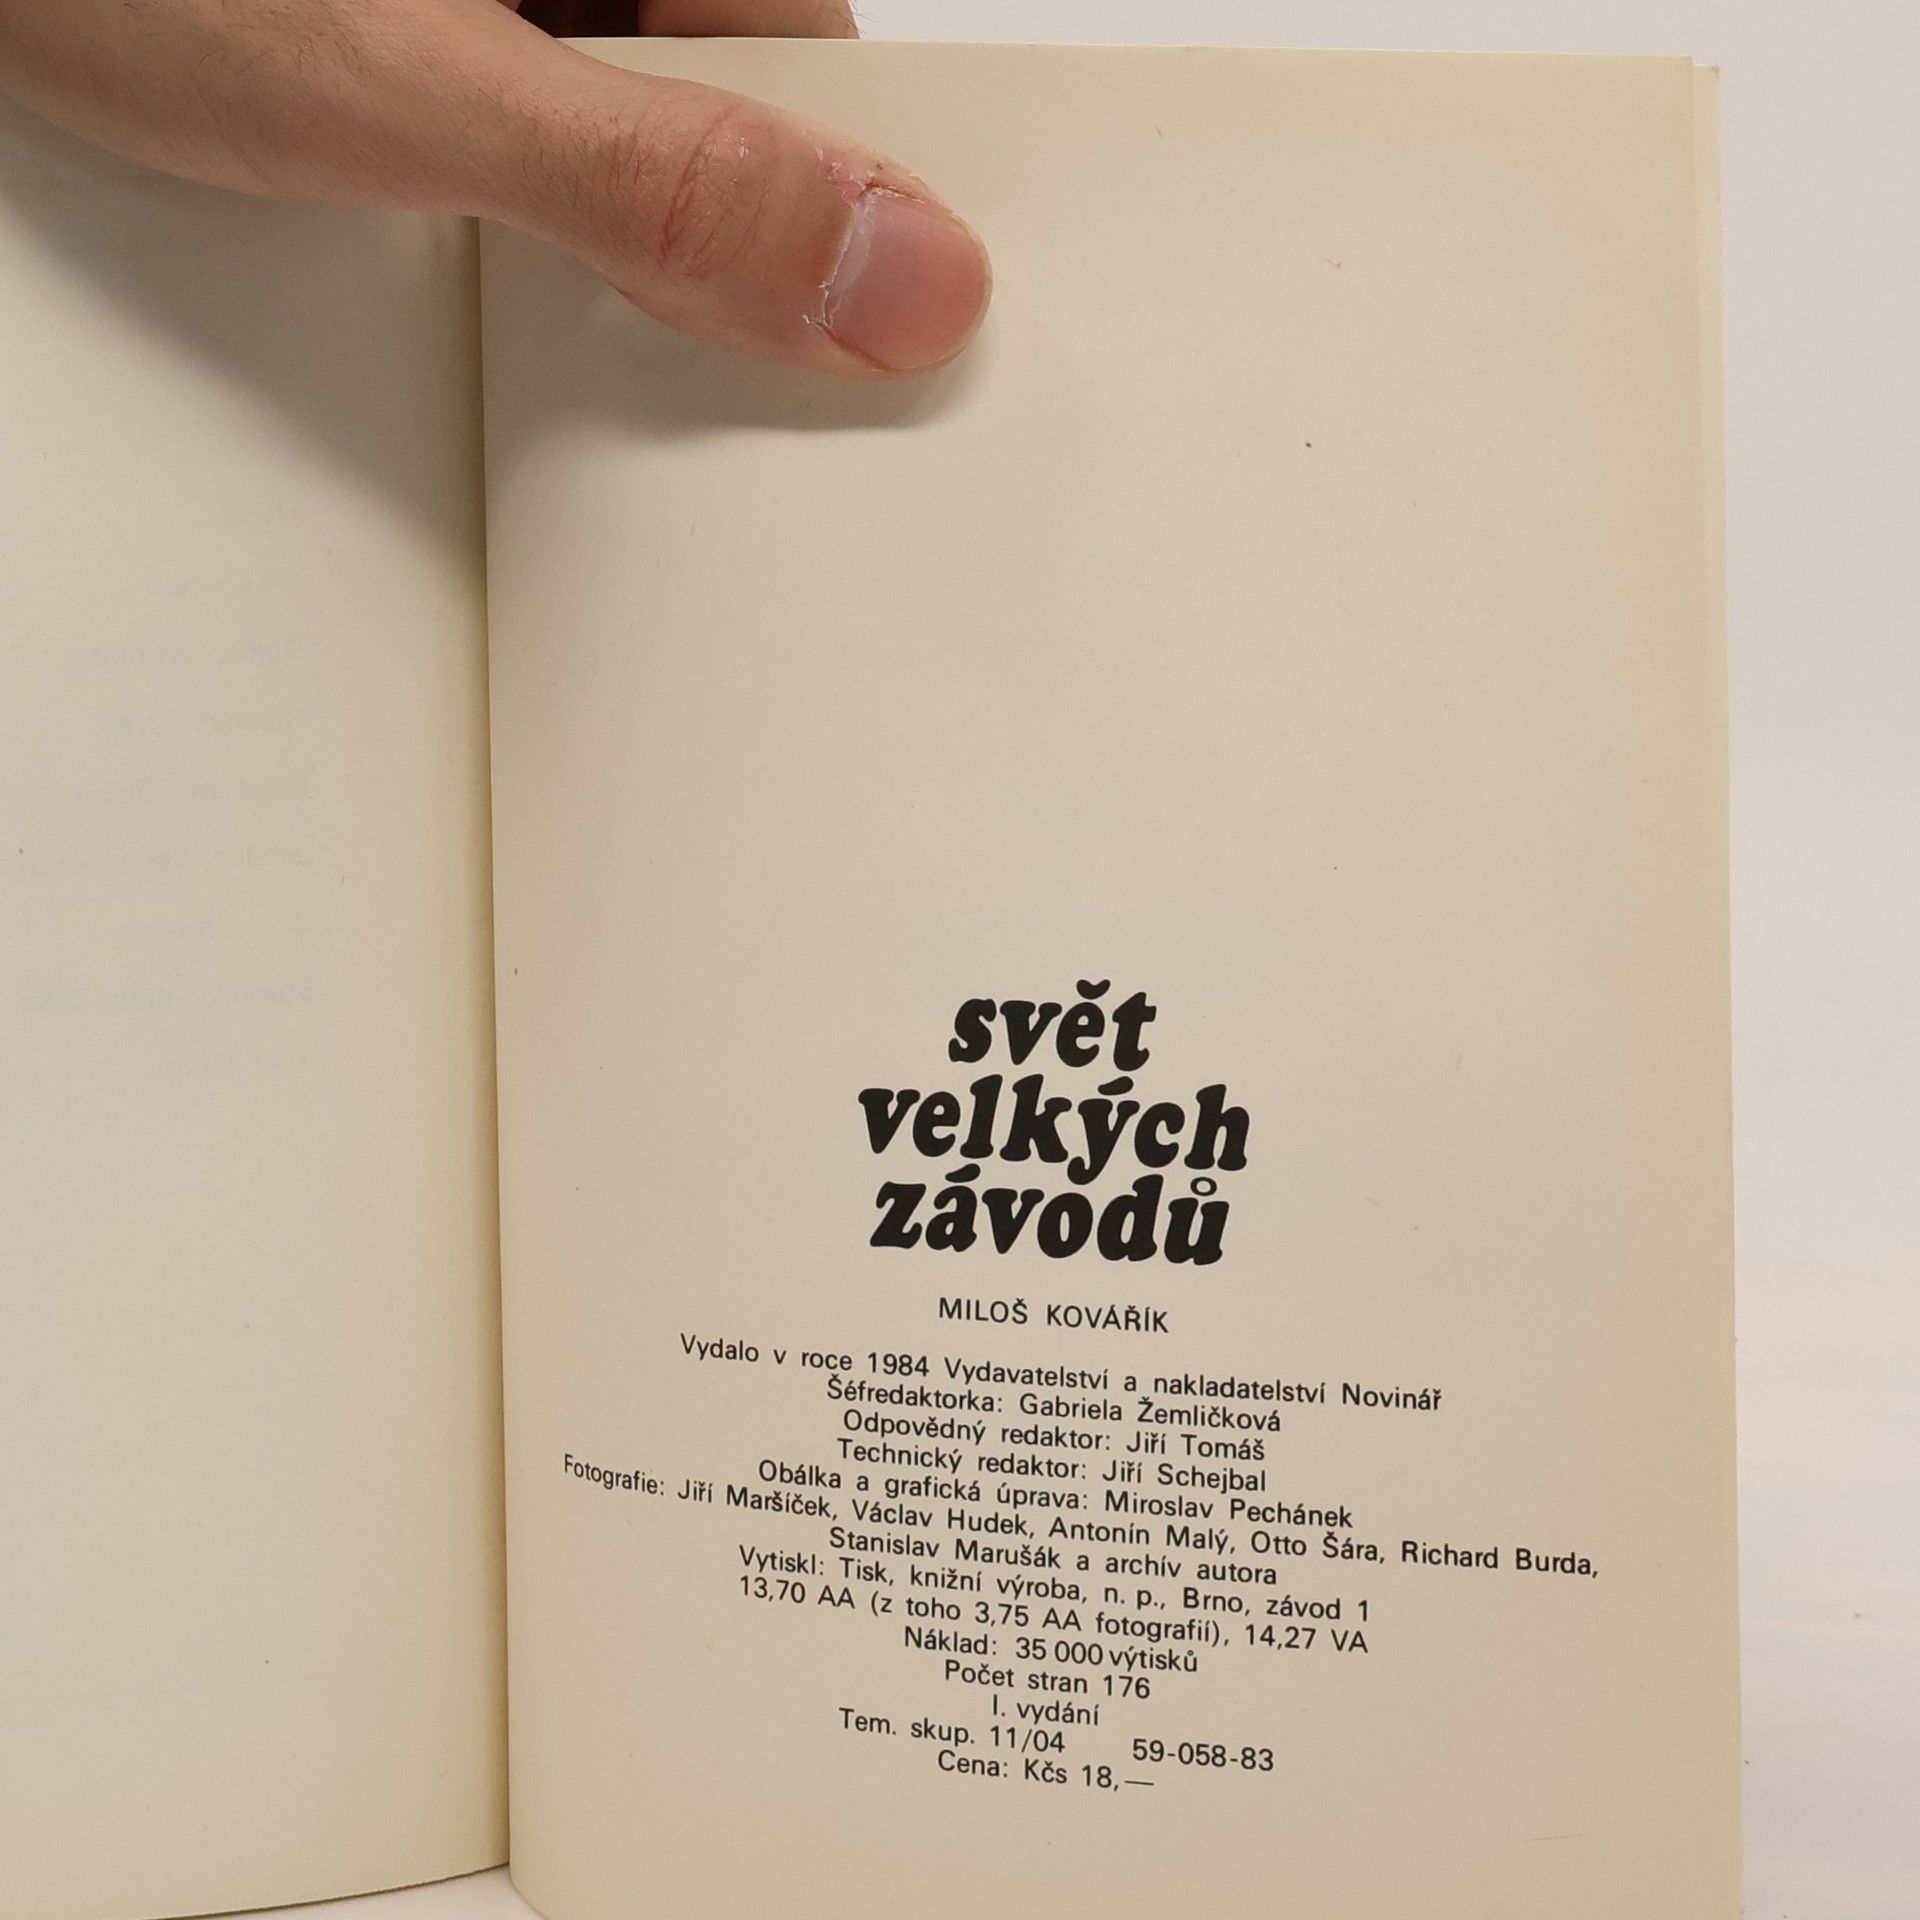 svět
velkých
závodů
MILOŠ KOVÁŘÍK
Vydalo v roce 1984 Vydavatelství a nakladatelství Novinář
Šéfredaktorka: Gabriela Žemličková
Odpovědný redaktor: Jiří Tomáš
Technický redaktor: Jiří Schejbal
Obálka a grafická úprava: Miroslav Pechánek
Fotografie: Jiří Maršíček, Václav Hudek, Antonín Malý, Otto Šára, Richard Burda,
Stanislav Marušák a archív autora
Vytiskl: Tisk, knižní výroba, n. p., Brno, závod 1
13,70 AA (z toho 3,75 AA fotografií), 14,27 VA
Náklad: 35 000 výtisků
Počet stran 176
I. vydání
Tem. skup. 11/04 59-058-83
Cena: Kčs 18,—